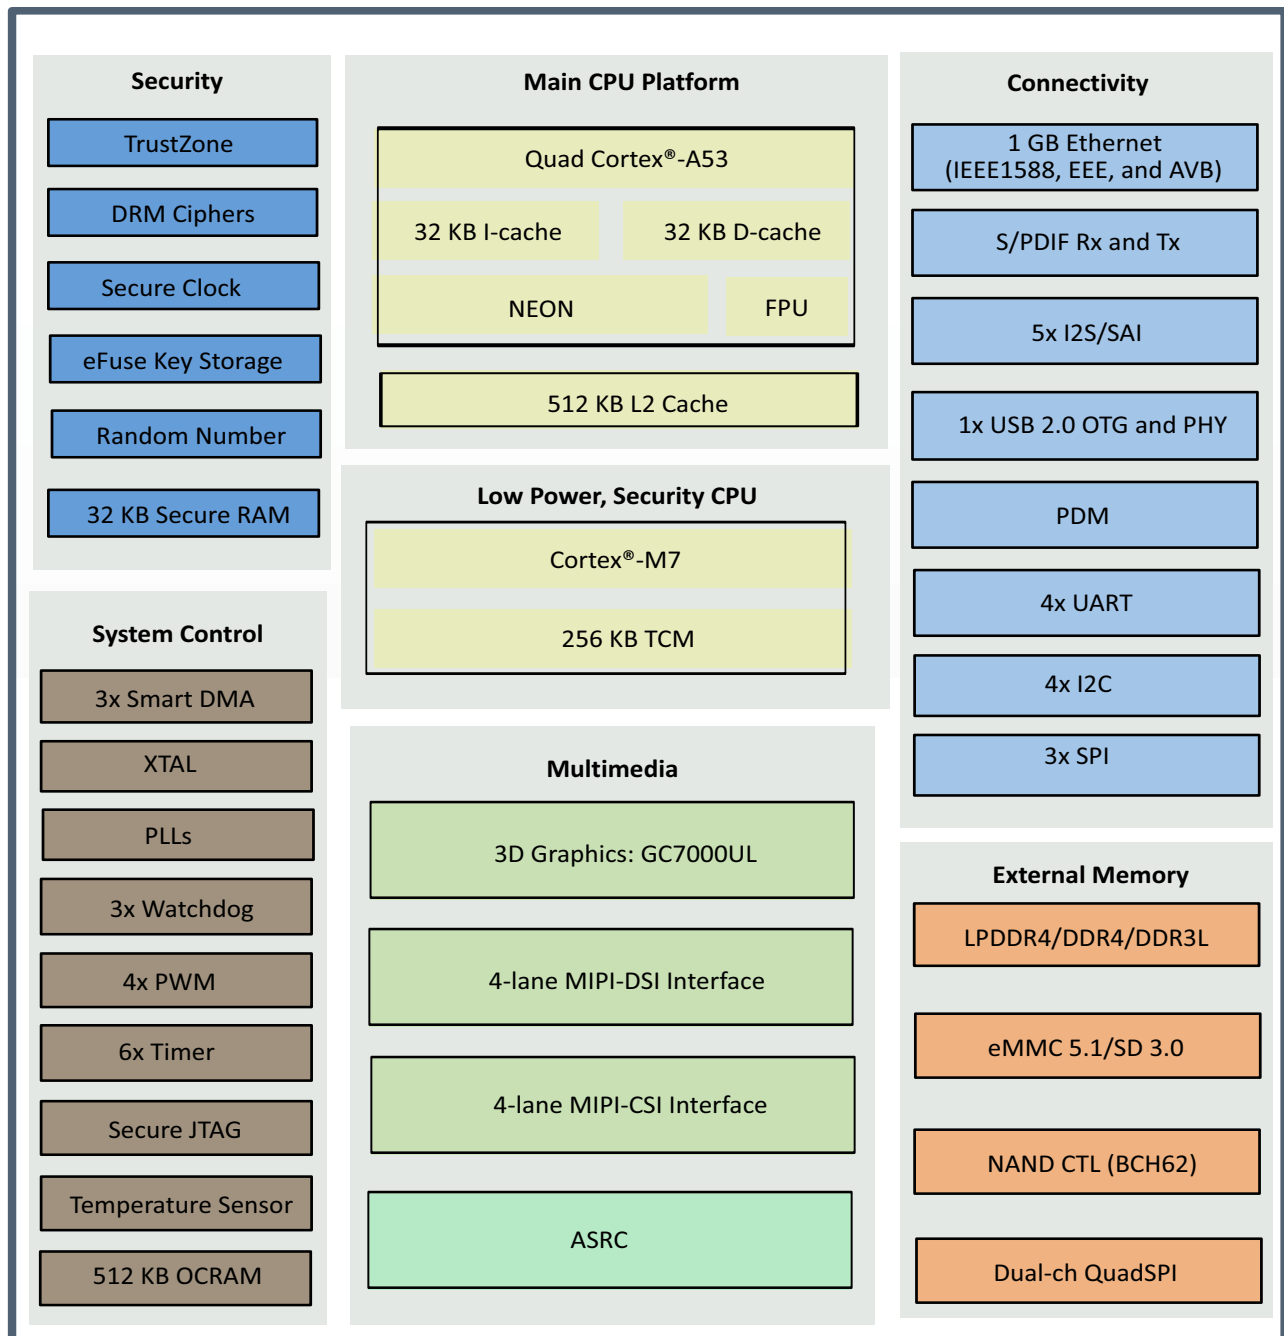 Security
TrustZone
DRM Ciphers
Secure Clock
eFuse Key Storage
Random Number
32 KB Secure RAM
System Control
3x Smart DMA
XTAL
PLLs
3x Watchdog
4x PWM
6x Timer
Secure JTAG
Temperature Sensor
512 KB OCRAM
Main CPU Platform
Quad Cortex®-A53
32 KB I-cache
32 KB D-cache
NEON
FPU
512 KB L2 Cache
Low Power, Security CPU
Cortex®-M7
256 KB TCM
Multimedia
3D Graphics: GC7000UL
4-lane MIPI-DSI Interface
4-lane MIPI-CSI Interface
ASRC
Connectivity
1 GB Ethernet
(IEEE1588, EEE, and AVB)
S/PDIF Rx and Tx
5x I2S/SAI
1x USB 2.0 OTG and PHY
PDM
4x UART
4x I2C
3x SPI
External Memory
LPDDR4/DDR4/DDR3L
eMMC 5.1/SD 3.0
NAND CTL (BCH62)
Dual-ch QuadSPI